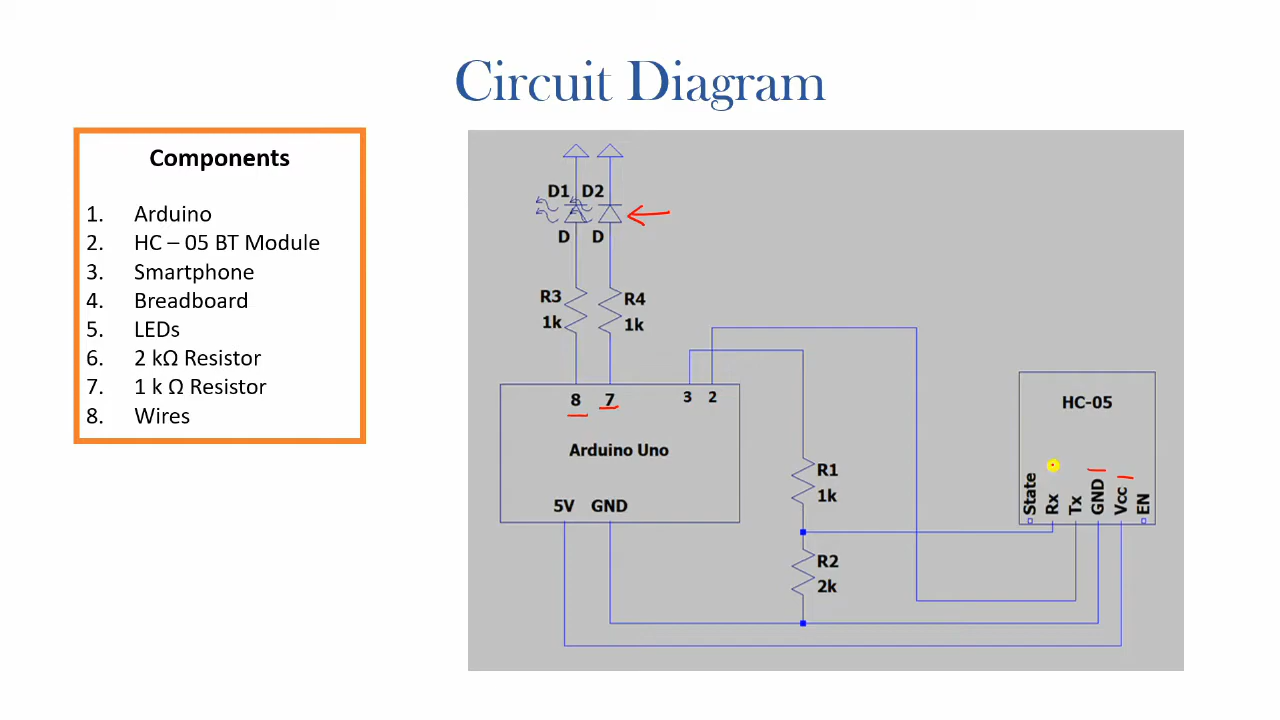 Circuit Diagram
Components
1. Arduino
2. HC – 05 BT Module
3. Smartphone
4. Breadboard
5. LEDs
6. 2 kΩ Resistor
7. 1 k Ω Resistor
8. Wires
D1 D2
D D
R3 R4
1k 1k
8 7 3 2
Arduino Uno
5V GND
R1
1k
R2
2k
HC-05
State Rx Tx GND Vcc EN